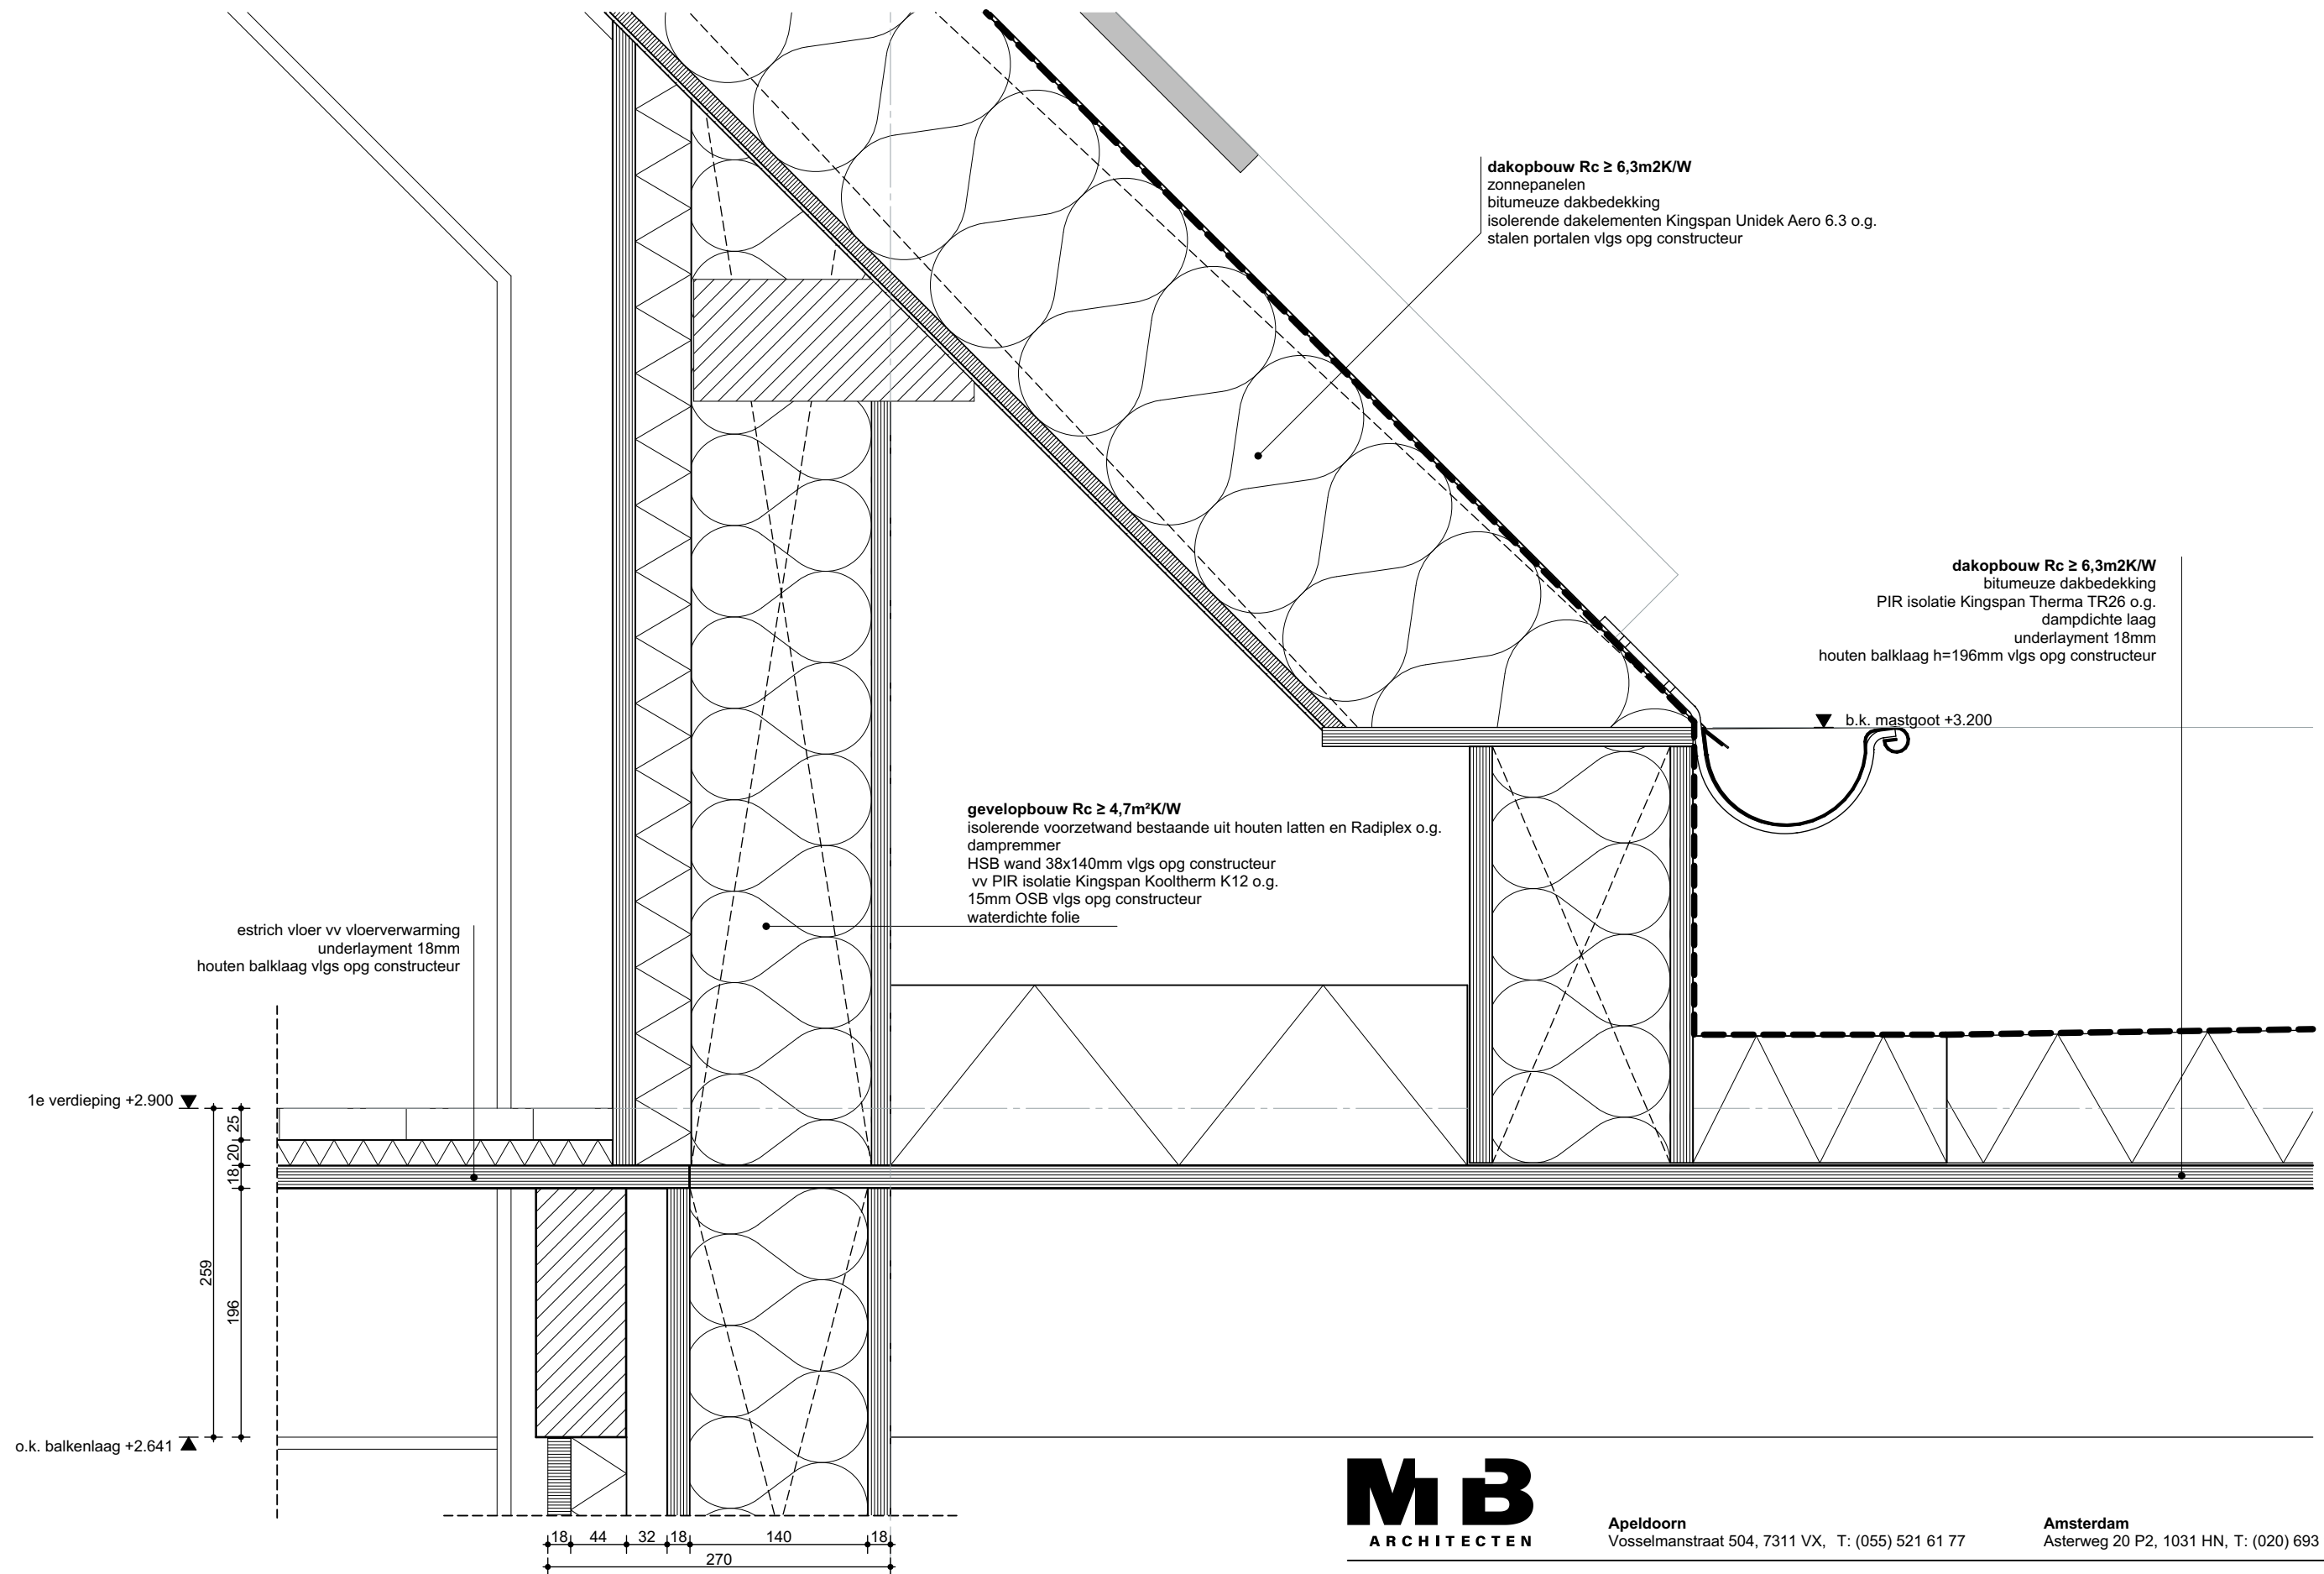 dakopbouw Rc ≥ 6,3m2K/W
zonnepanelen
bitumeuze dakbedekking
isolerende dakelementen Kingspan Unidek Aero 6.3 o.g.
stalen portalen vlgs opg constructeur
dakopbouw Rc ≥ 6,3m2K/W
bitumeuze dakbedekking
PIR isolatie Kingspan Therma TR26 o.g.
dampdichte laag
underlayment 18mm
houten balklaag h=196mm vlgs opg constructeur
b.k. mastgoot +3.200
gevelopbouw Rc ≥ 4,7m²K/W
isolerende voorzetwand bestaande uit houten latten en Radiplex o.g.
dampremmer
HSB wand 38x140mm vlgs opg constructeur
vv PIR isolatie Kingspan Kooltherm K12 o.g.
15mm OSB vlgs opg constructeur
waterdichte folie
estrich vloer vv vloerverwarming
underlayment 18mm
houten balklaag vlgs opg constructeur
1e verdieping +2.900
25
20
18
259
196
o.k. balkenlaag +2.641
18 44 32 18 140 18
270
MB
ARCHITECTEN
Apeldoorn
Vosselmanstraat 504, 7311 VX, T: (055) 521 61 77
Amsterdam
Asterweg 20 P2, 1031 HN, T: (020) 693